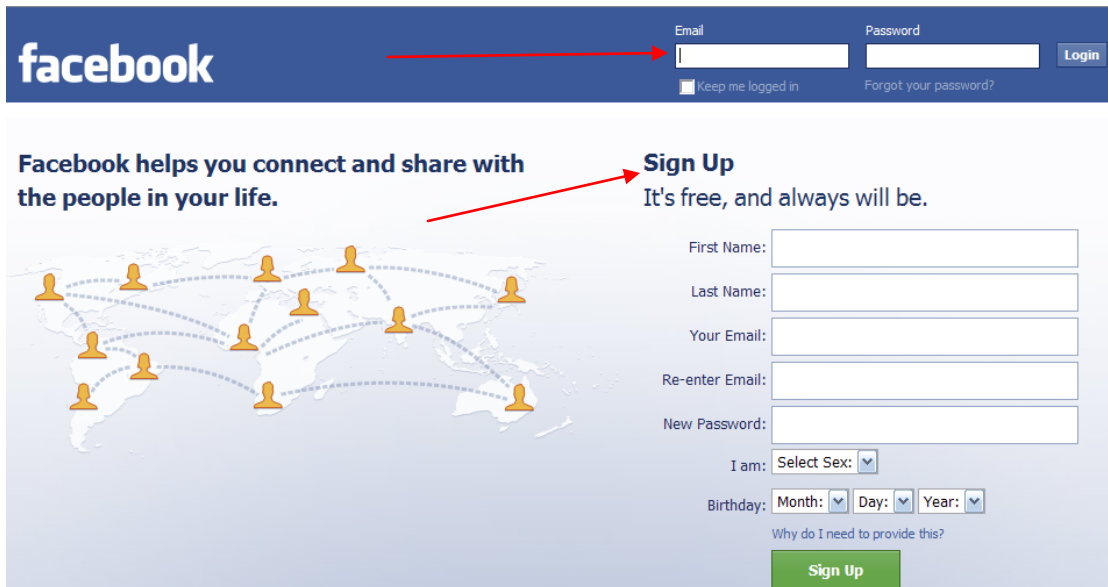 Email Password
facebook
Login
Keep me logged in Forgot your password?
Facebook helps you connect and share with
the people in your life.
Sign Up
It's free, and always will be.
First Name:
Last Name:
Your Email:
Re-enter Email:
New Password:
I am: Select Sex:
Birthday: Month: Day: Year:
Why do I need to provide this?
Sign Up